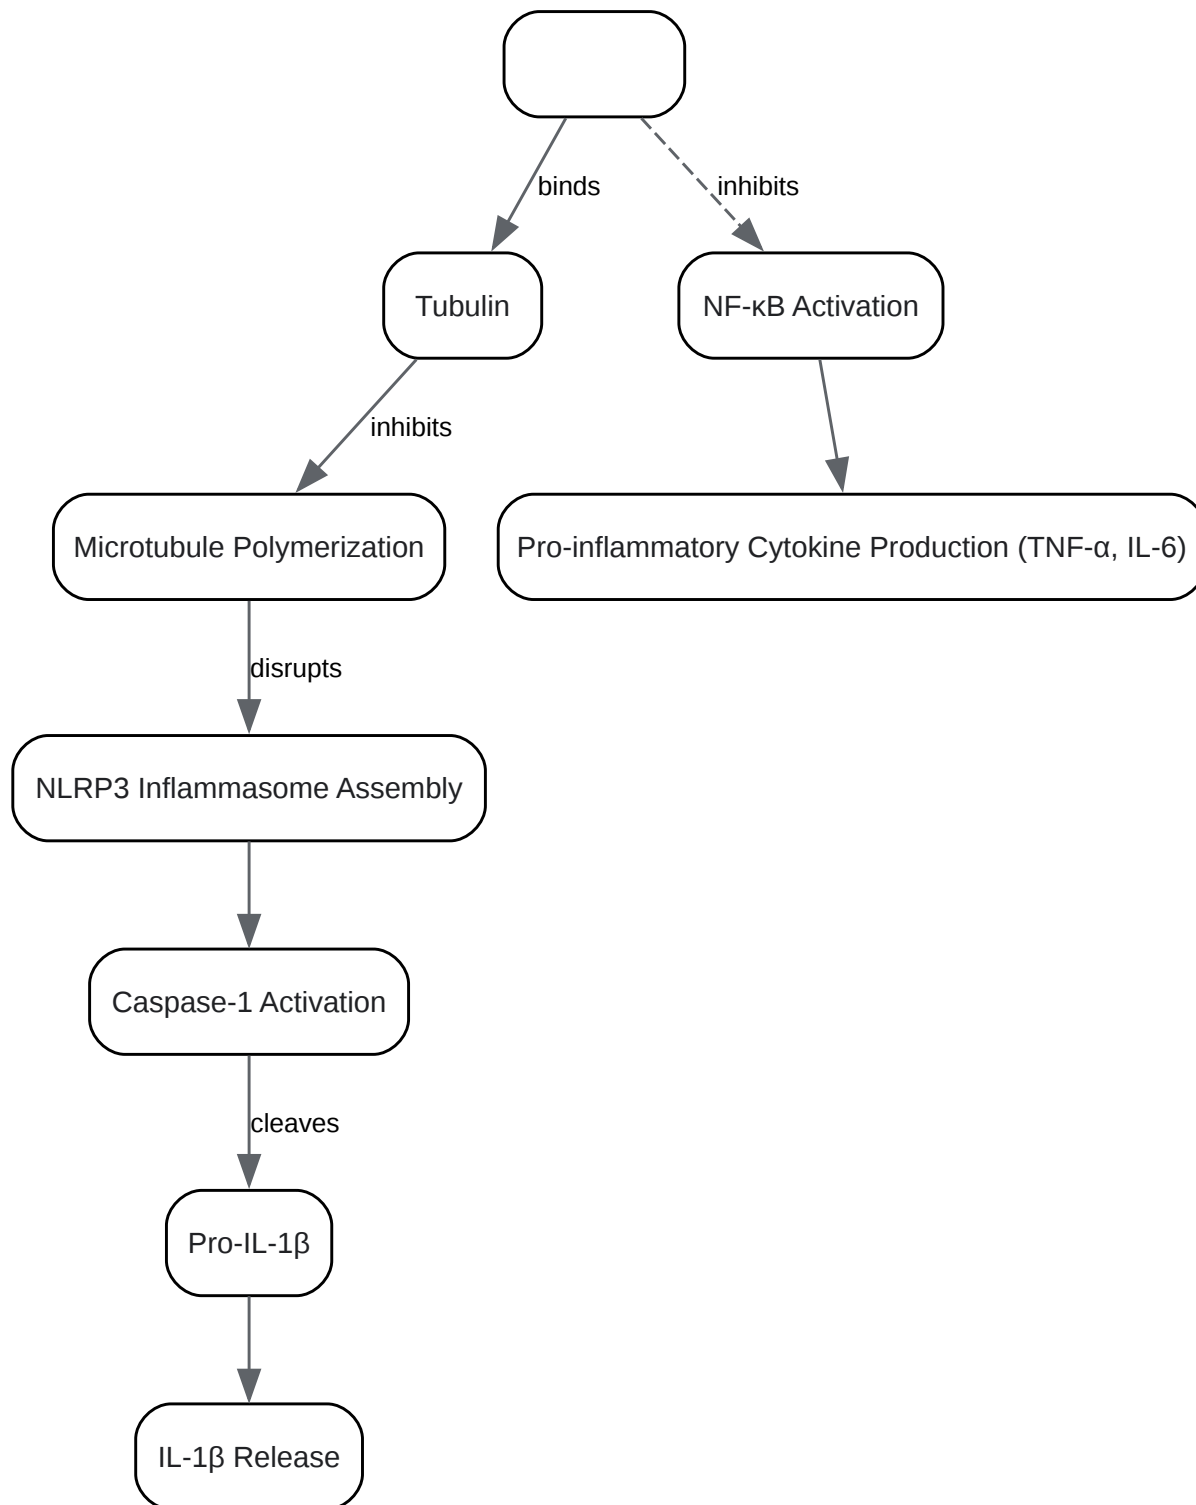 binds
inhibits
Tubulin
NF-κB Activation
inhibits
Microtubule Polymerization
Pro-inflammatory Cytokine Production (TNF-α, IL-6)
disrupts
NLRP3 Inflammasome Assembly
Caspase-1 Activation
cleaves
Pro-IL-1β
IL-1β Release